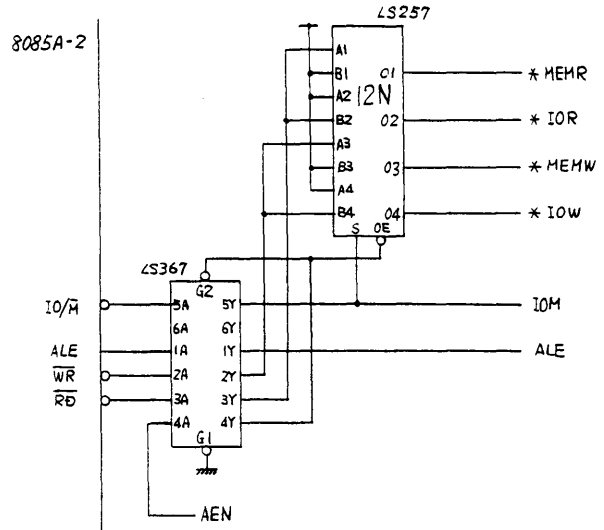 LS257
8085A-2
A1
B1 O1 * MEMR
A2 12N
B2 O2 * IOR
A3
B3 O3 * MEMW
A4
B4 O4 * IOW
S OE
LS367
G2
IO/M̅ 5A 5Y IOM
6A 6Y
ALE 1A 1Y ALE
W̅R̅ 2A 2Y
R̅D̅ 3A 3Y
4A 4Y
G1
AEN